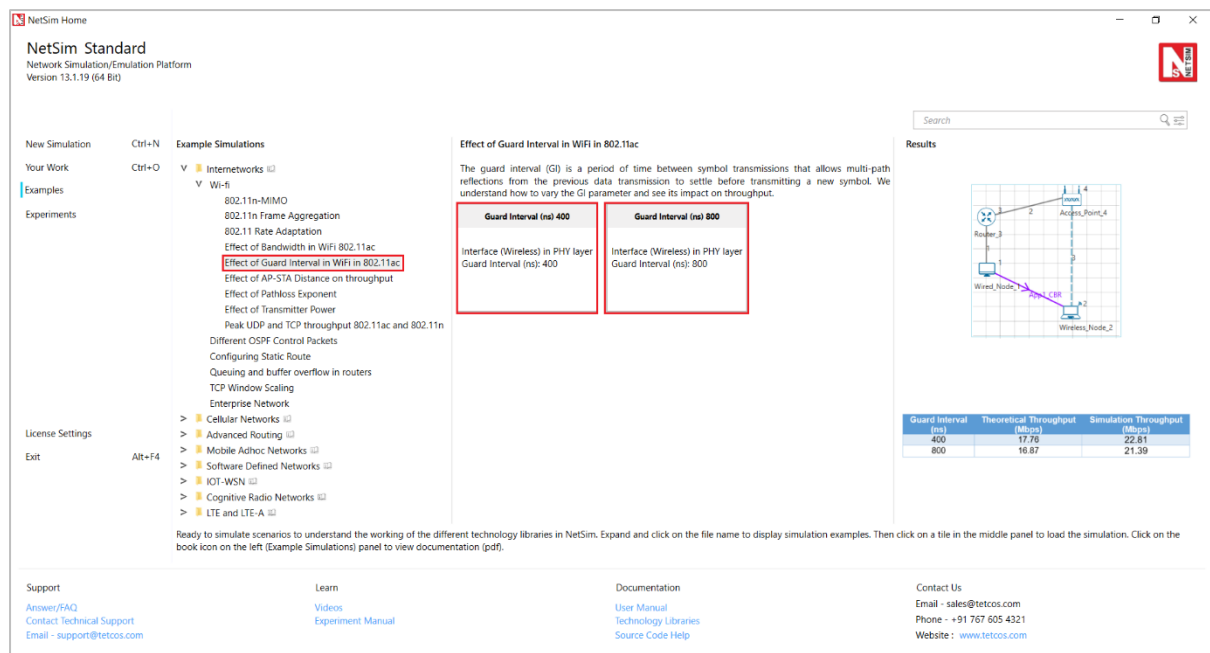 NetSim Home
NetSim Standard
Network Simulation/Emulation Platform
Version 13.1.19 (64 Bit)
NETSIM
Search
New Simulation Ctrl+N
Your Work Ctrl+O
Examples
Experiments
License Settings
Exit Alt+F4
Example Simulations
Internetworks
Wi-fi
802.11n-MIMO
802.11n Frame Aggregation
802.11 Rate Adaptation
Effect of Bandwidth in WiFi 802.11ac
Effect of Guard Interval in WiFi in 802.11ac
Effect of AP-STA Distance on throughput
Effect of Pathloss Exponent
Effect of Transmitter Power
Peak UDP and TCP throughput 802.11ac and 802.11n
Different OSPF Control Packets
Configuring Static Route
Queuing and buffer overflow in routers
TCP Window Scaling
Enterprise Network
Cellular Networks
Advanced Routing
Mobile Adhoc Networks
Software Defined Networks
IOT-WSN
Cognitive Radio Networks
LTE and LTE-A
Effect of Guard Interval in WiFi in 802.11ac
The guard interval (GI) is a period of time between symbol transmissions that allows multi-path
reflections from the previous data transmission to settle before transmitting a new symbol. We
understand how to vary the GI parameter and see its impact on throughput.
Guard Interval (ns) 400
Interface (Wireless) in PHY layer
Guard Interval (ns): 400
Guard Interval (ns) 800
Interface (Wireless) in PHY layer
Guard Interval (ns): 800
Results
4
3 2 Access_Point_4
Router_3
1
3
1
Wired_Node_1
App1_CBR
2
Wireless_Node_2
Guard Interval (ns) Theoretical Throughput (Mbps) Simulation Throughput (Mbps)
400 17.76 22.81
800 16.87 21.39
Ready to simulate scenarios to understand the working of the different technology libraries in NetSim. Expand and click on the file name to display simulation examples. Then click on a tile in the middle panel to load the simulation. Click on the
book icon on the left (Example Simulations) panel to view documentation (pdf).
Support
Answer/FAQ
Contact Technical Support
Email - support@tetcos.com
Learn
Videos
Experiment Manual
Documentation
User Manual
Technology Libraries
Source Code Help
Contact Us
Email - sales@tetcos.com
Phone - +91 767 605 4321
Website : www.tetcos.com